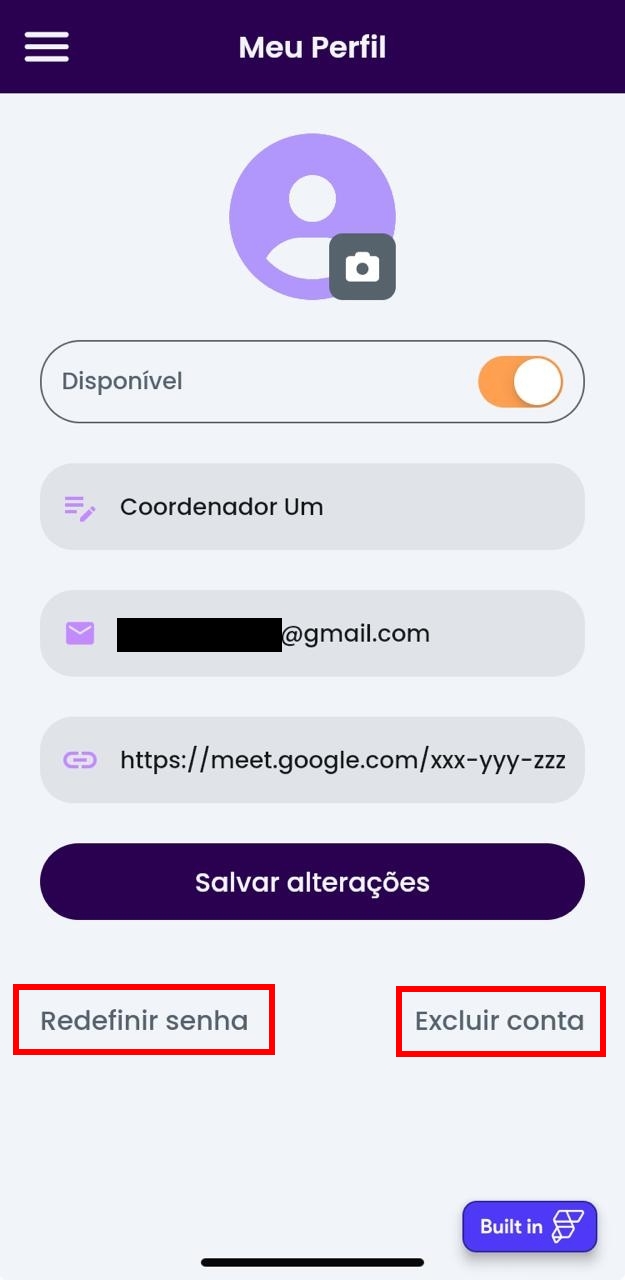 Meu Perfil
Disponível
Coordenador Um
@gmail.com
https://meet.google.com/xxx-yyy-zzz
Salvar alterações
Redefinir senha
Excluir conta
Built in